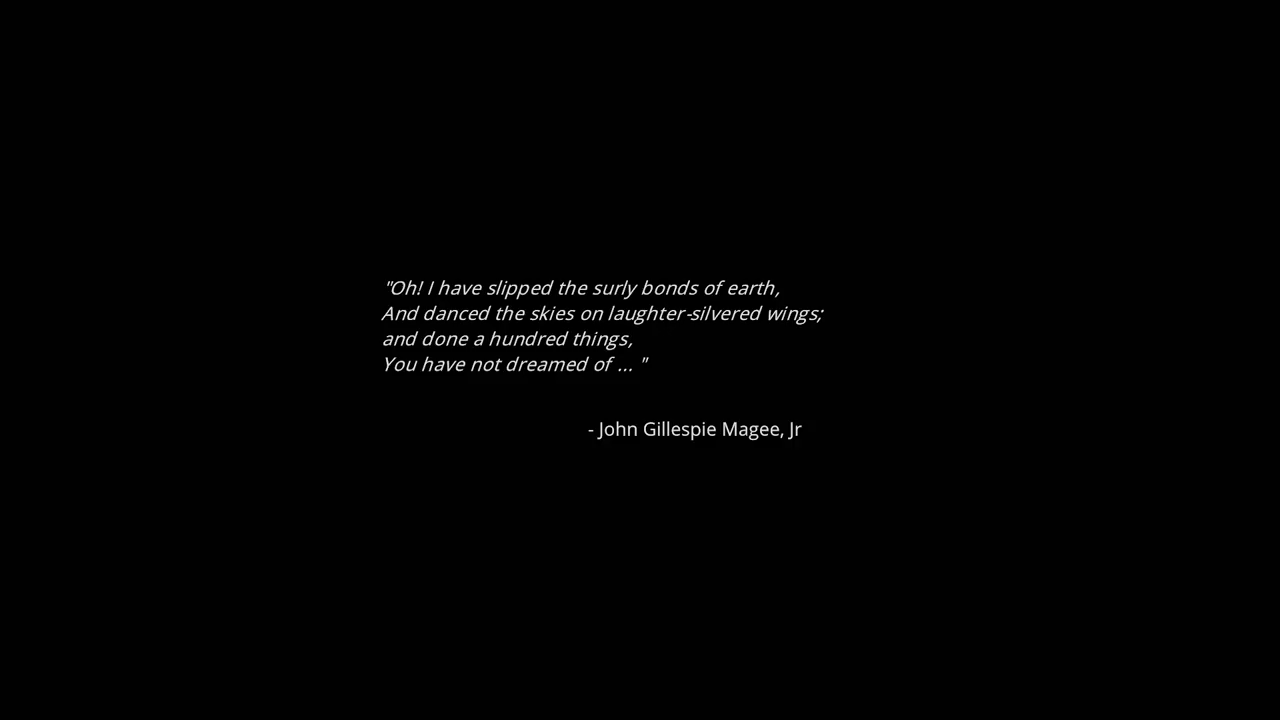 "Oh! I have slipped the surly bonds of earth,
And danced the skies on laughter-silvered wings;
and done a hundred things,
You have not dreamed of ... "
- John Gillespie Magee, Jr